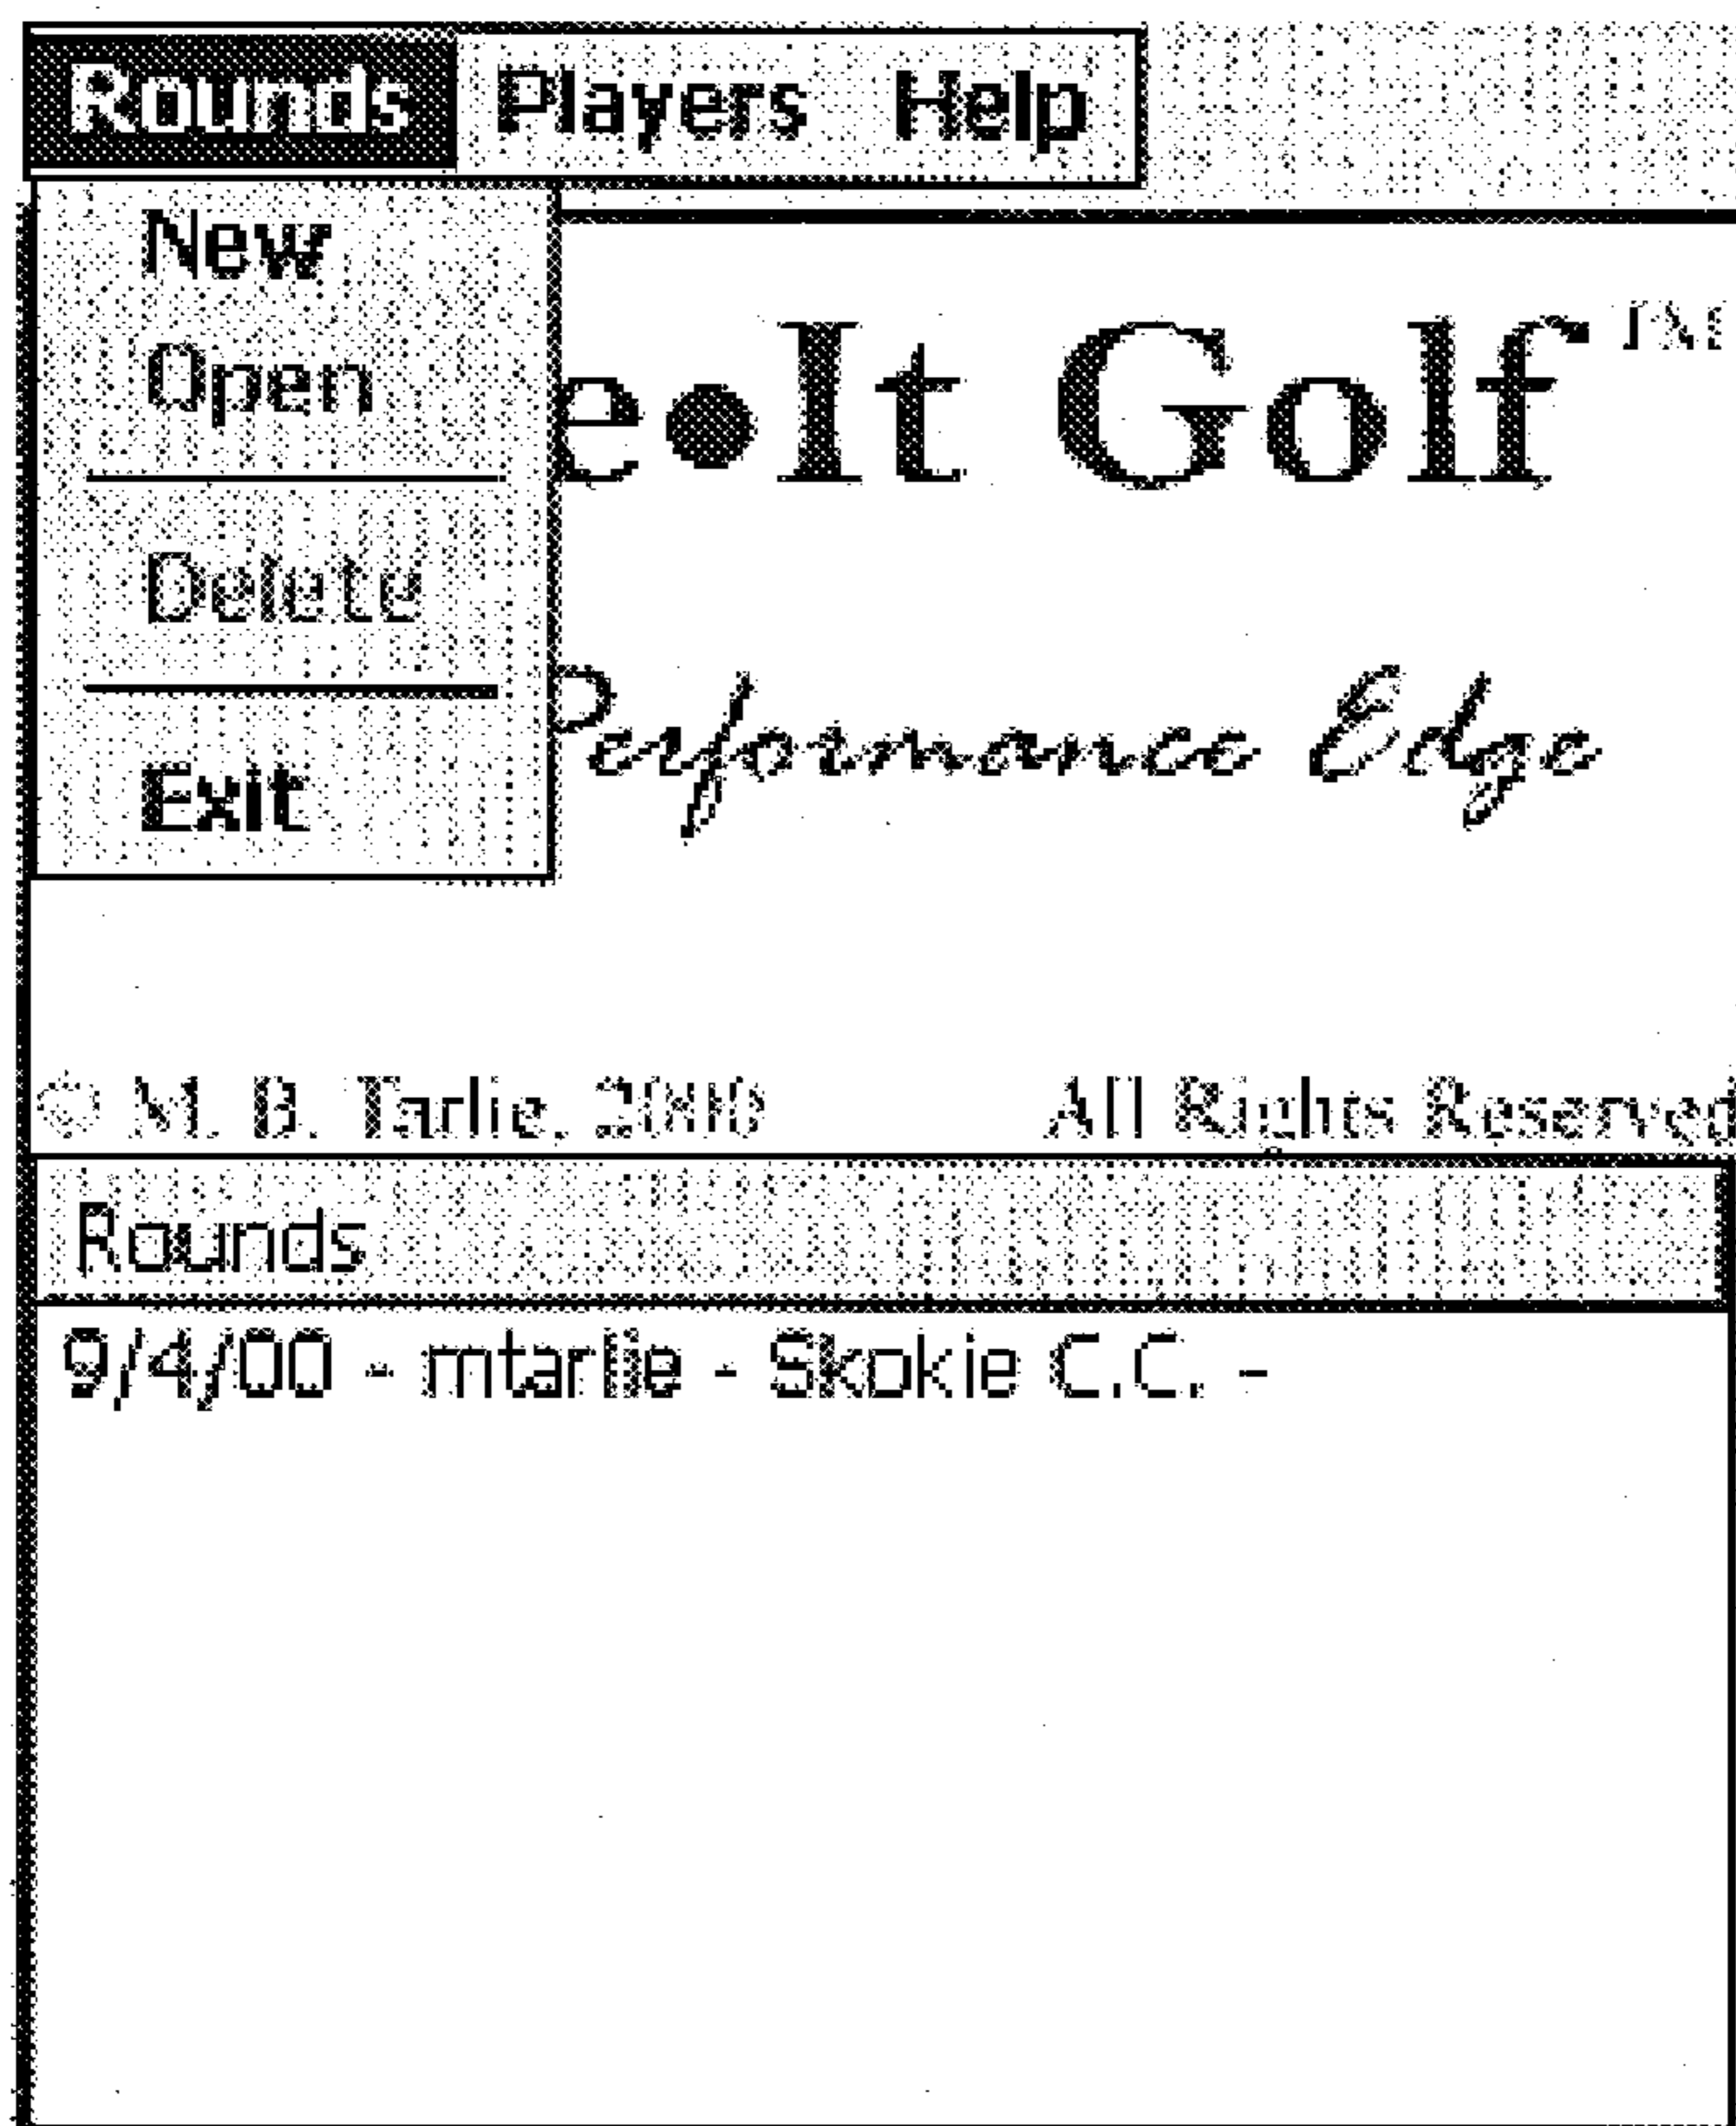 Rounds Players Help
New
Open
Delete
Exit
e•It Golf™
Performance Edge
© M. B. Tarlie, 2000 All Rights Reserved
Rounds
9/4/00 - mtarlie - Skokie C.C. -